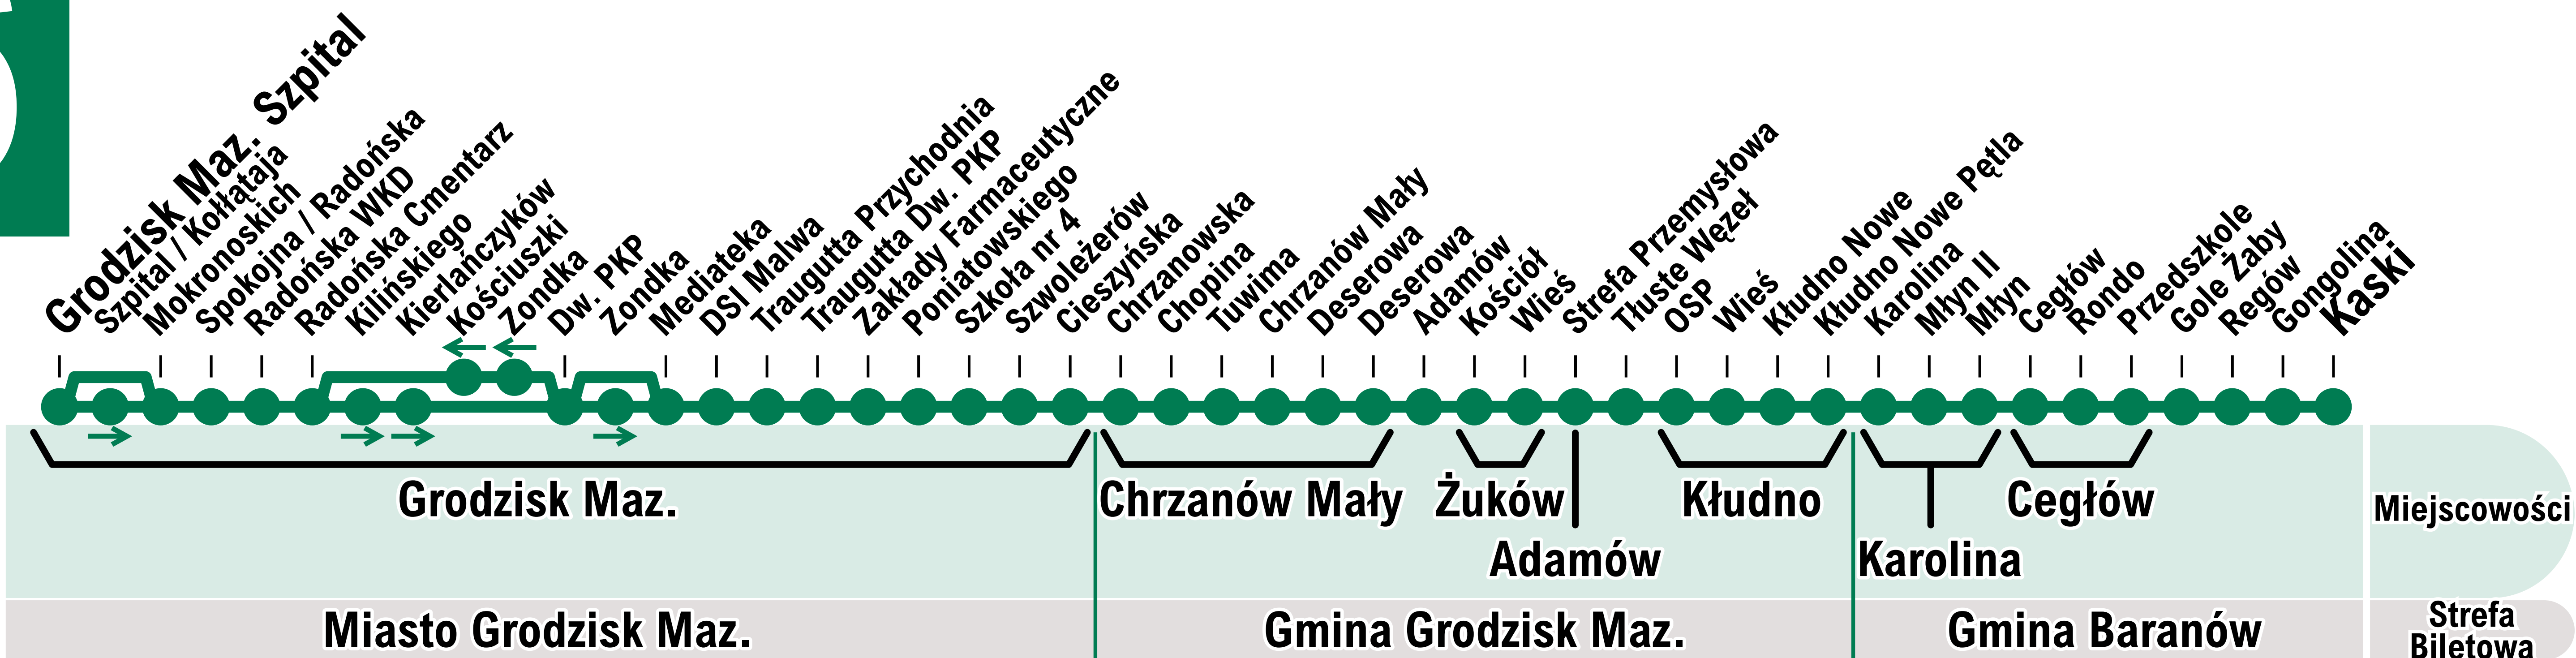 Grodzisk Maz. Szpital
Szpital / Kołłątaja
Mokronoskich
Spokojna / Radońska
Radońska WKD
Radońska Cmentarz
Kilińskiego
Kierlańczyków
Kościuszki
Zondka
Dw. PKP
Zondka
Mediateka
DSI Malwa
Traugutta Przychodnia
Traugutta Dw. PKP
Zakłady Farmaceutyczne
Poniatowskiego
Szkoła nr 4
Szwoleżerów
Cieszyńska
Chrzanowska
Chopina
Tuwima
Chrzanów Mały
Deserowa
Deserowa
Adamów
Kościół
Wieś
Strefa Przemysłowa
Tłuste Węzeł
OSP
Wieś
Kłudno Nowe
Kłudno Nowe Pętla
Karolina
Młyn II
Młyn
Cegłów
Rondo
Przedszkole
Gole Żaby
Regów
Gongolina
Kaski
Grodzisk Maz.
Chrzanów Mały
Żuków
Adamów
Kłudno
Karolina
Cegłów
Miejscowości
Miasto Grodzisk Maz.
Gmina Grodzisk Maz.
Gmina Baranów
Strefa
Biletowa